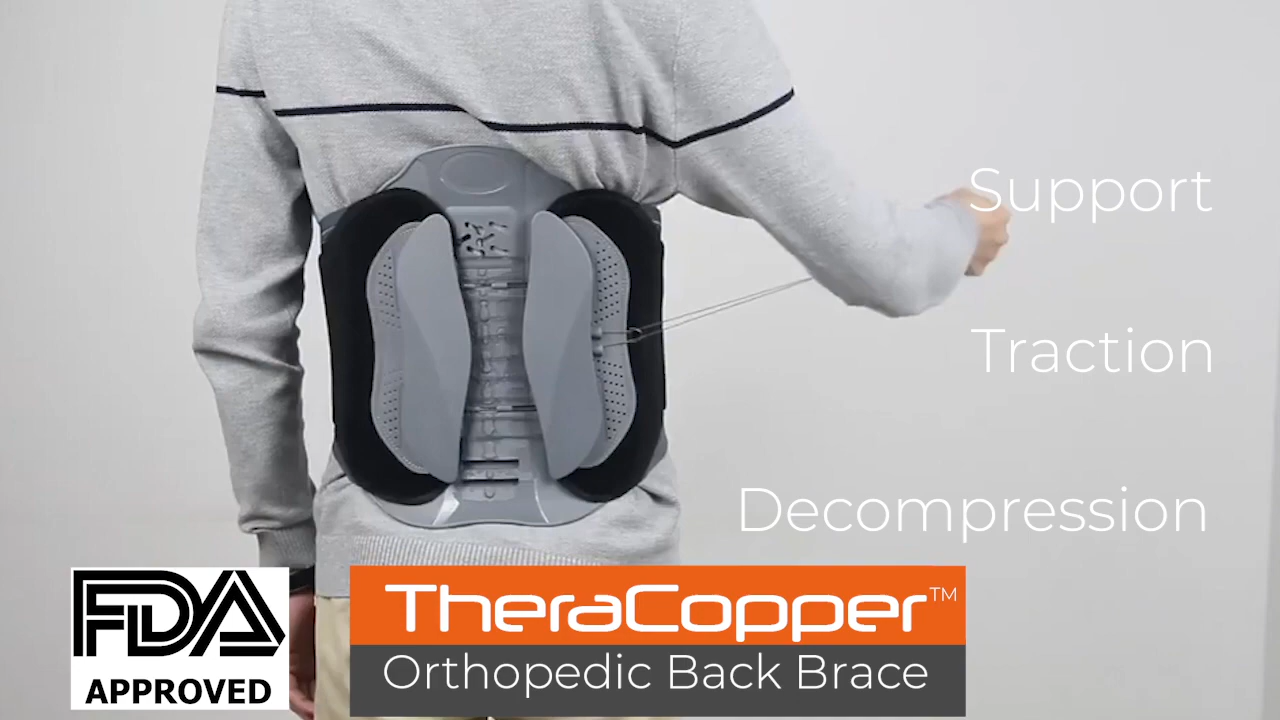 Support
Traction
Decompression
FDA
APPROVED
TheraCopper™
Orthopedic Back Brace